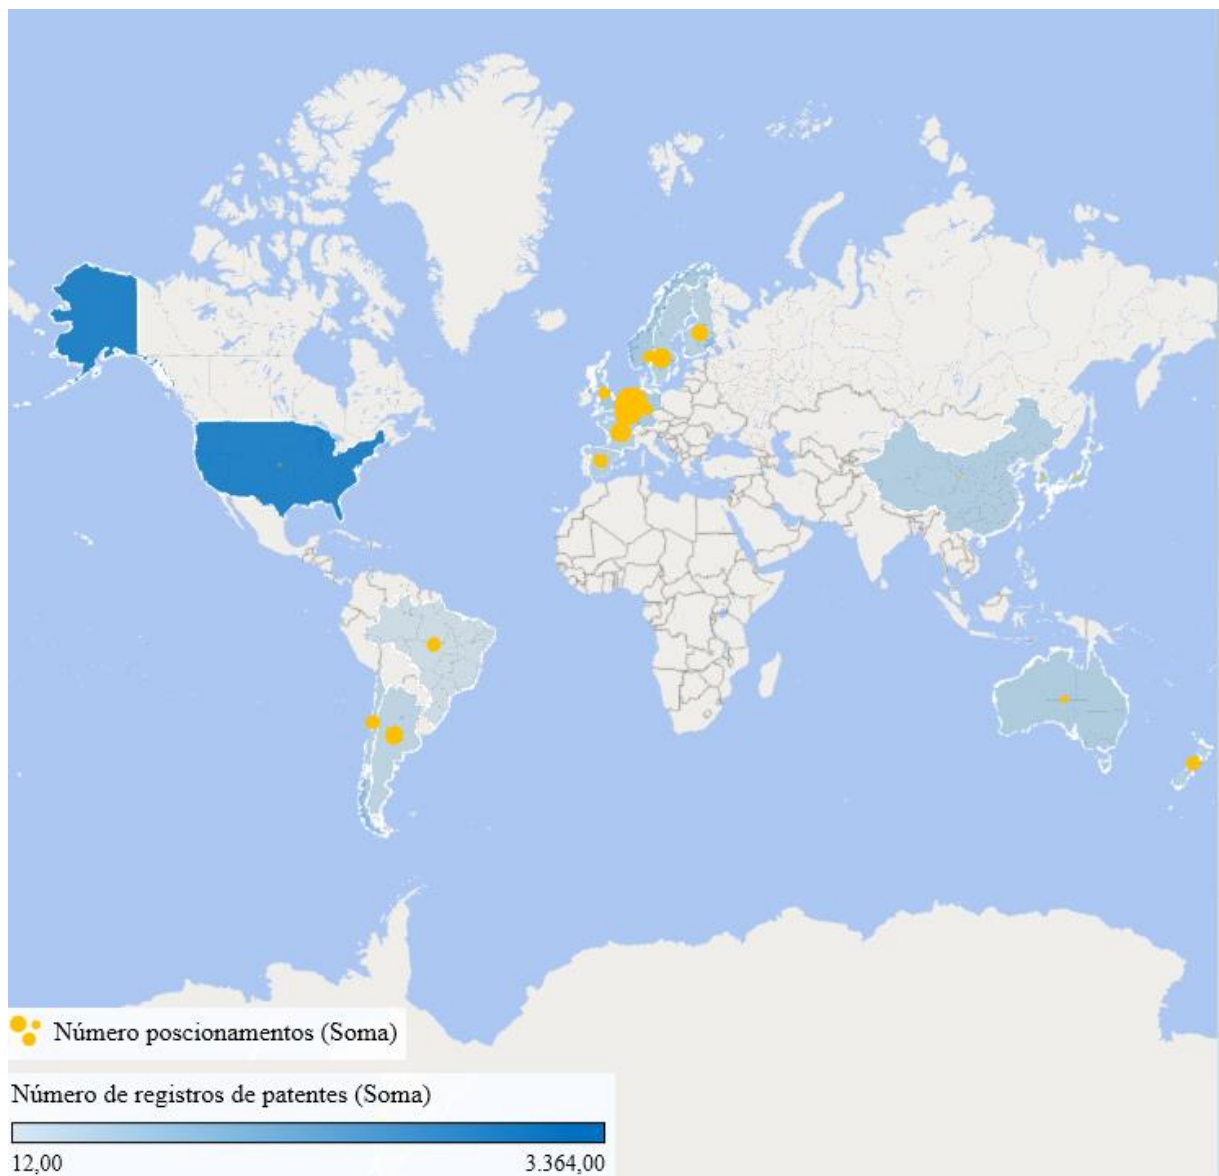 Número poscionamentos (Soma)
Número de registros de patentes (Soma)
12,00 3.364,00